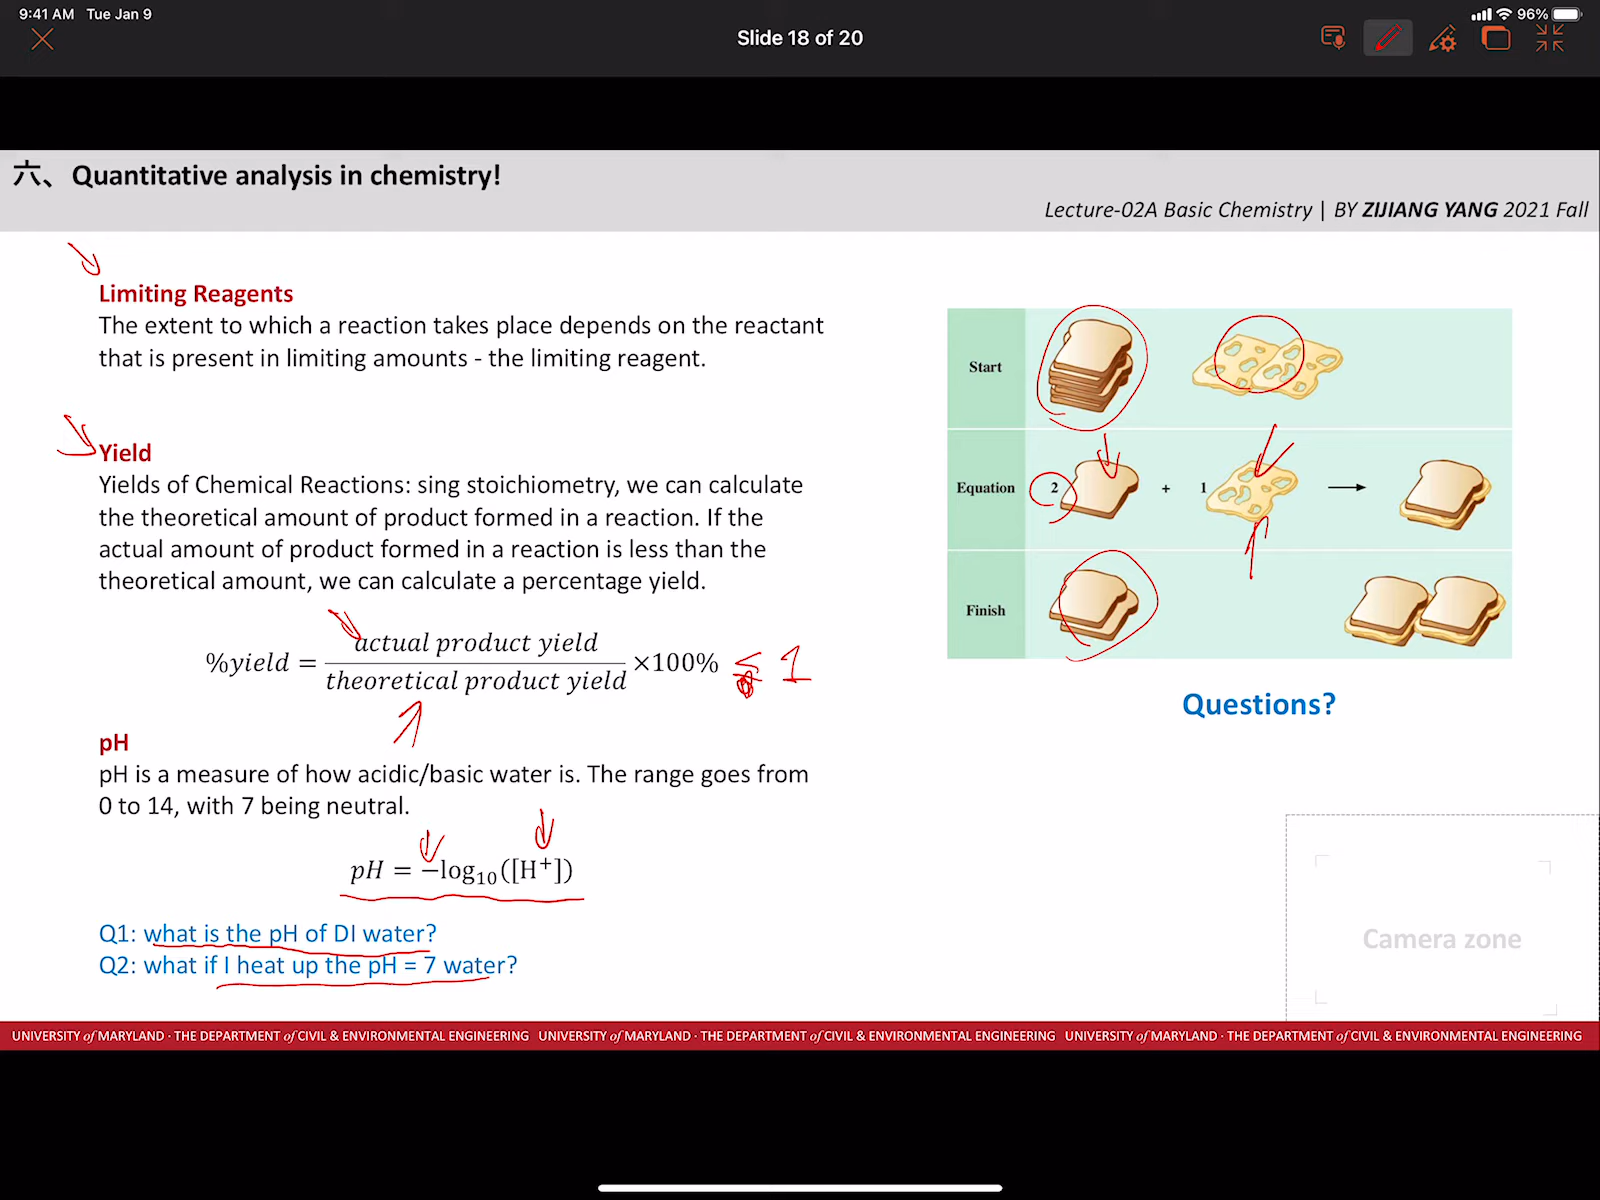 9:41 AM Tue Jan 9
96%
Slide 18 of 20
六、 Quantitative analysis in chemistry!
Lecture-02A Basic Chemistry | BY ZIJIANG YANG 2021 Fall
Limiting Reagents
The extent to which a reaction takes place depends on the reactant
that is present in limiting amounts - the limiting reagent.
Yield
Yields of Chemical Reactions: sing stoichiometry, we can calculate
the theoretical amount of product formed in a reaction. If the
actual amount of product formed in a reaction is less than the
theoretical amount, we can calculate a percentage yield.
%yield = actual product yield / theoretical product yield ×100% ≤ 1
pH
pH is a measure of how acidic/basic water is. The range goes from
0 to 14, with 7 being neutral.
pH = −log₁₀([H⁺])
Q1: what is the pH of DI water?
Q2: what if I heat up the pH = 7 water?
Start
Equation 2 + 1
Finish
Questions?
Camera zone
UNIVERSITY of MARYLAND · THE DEPARTMENT of CIVIL & ENVIRONMENTAL ENGINEERING UNIVERSITY of MARYLAND · THE DEPARTMENT of CIVIL & ENVIRONMENTAL ENGINEERING UNIVERSITY of MARYLAND · THE DEPARTMENT of CIVIL & ENVIRONMENTAL ENGINEERING